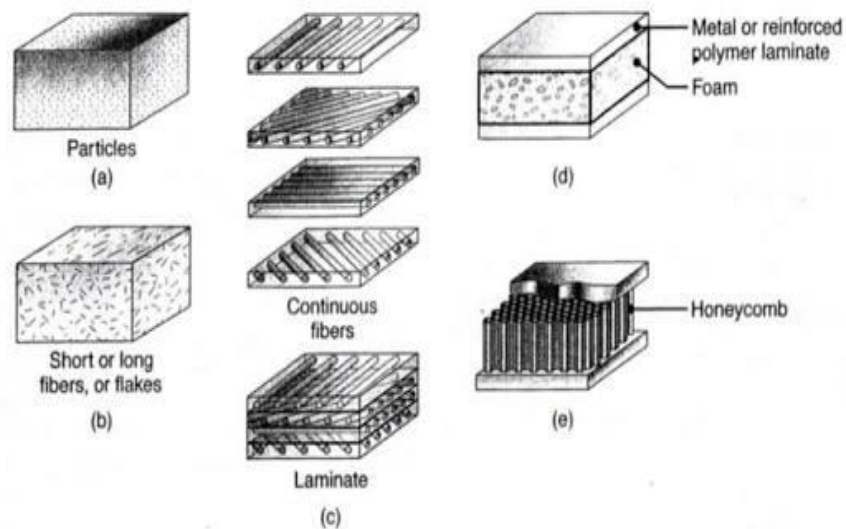 Particles
(a)
Short or long
fibers, or flakes
(b)
Continuous
fibers
Laminate
(c)
Metal or reinforced
polymer laminate
Foam
(d)
Honeycomb
(e)